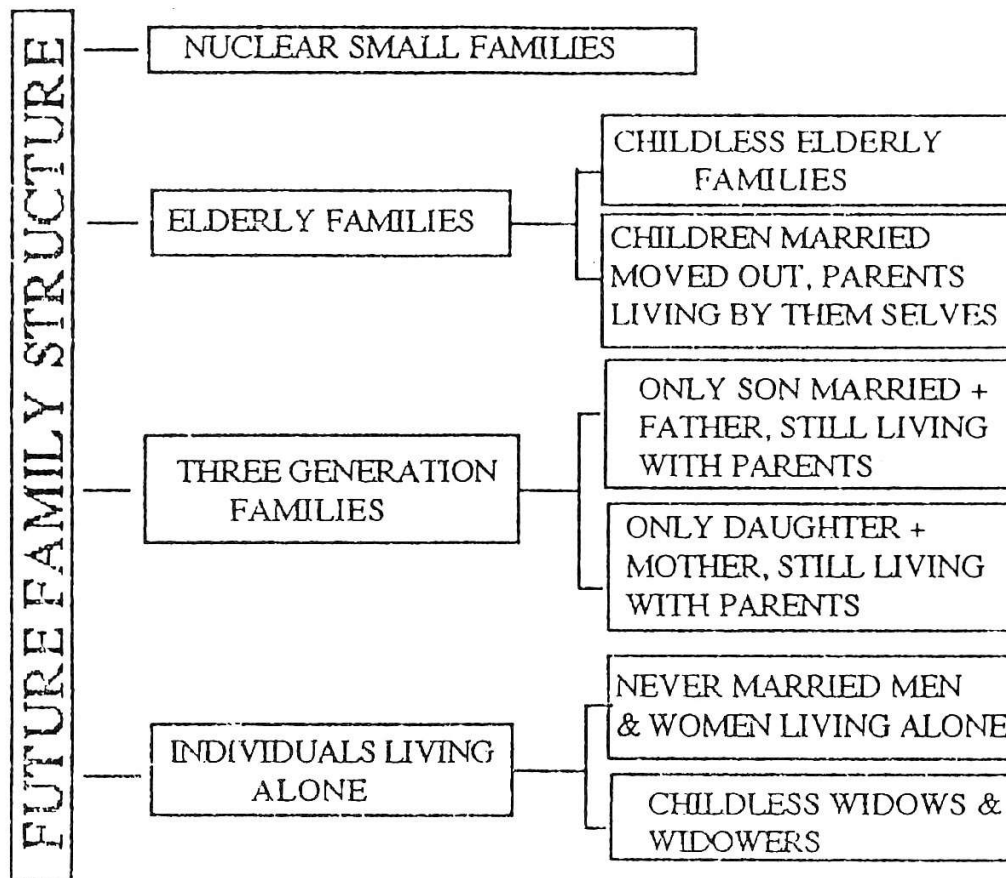 FUTURE FAMILY STRUCTURE
NUCLEAR SMALL FAMILIES
ELDERLY FAMILIES
CHILDLESS ELDERLY
FAMILIES
CHILDREN MARRIED
MOVED OUT, PARENTS
LIVING BY THEM SELVES
THREE GENERATION
FAMILIES
ONLY SON MARRIED +
FATHER, STILL LIVING
WITH PARENTS
ONLY DAUGHTER +
MOTHER, STILL LIVING
WITH PARENTS
INDIVIDUALS LIVING
ALONE
NEVER MARRIED MEN
& WOMEN LIVING ALONE
CHILDLESS WIDOWS &
WIDOWERS